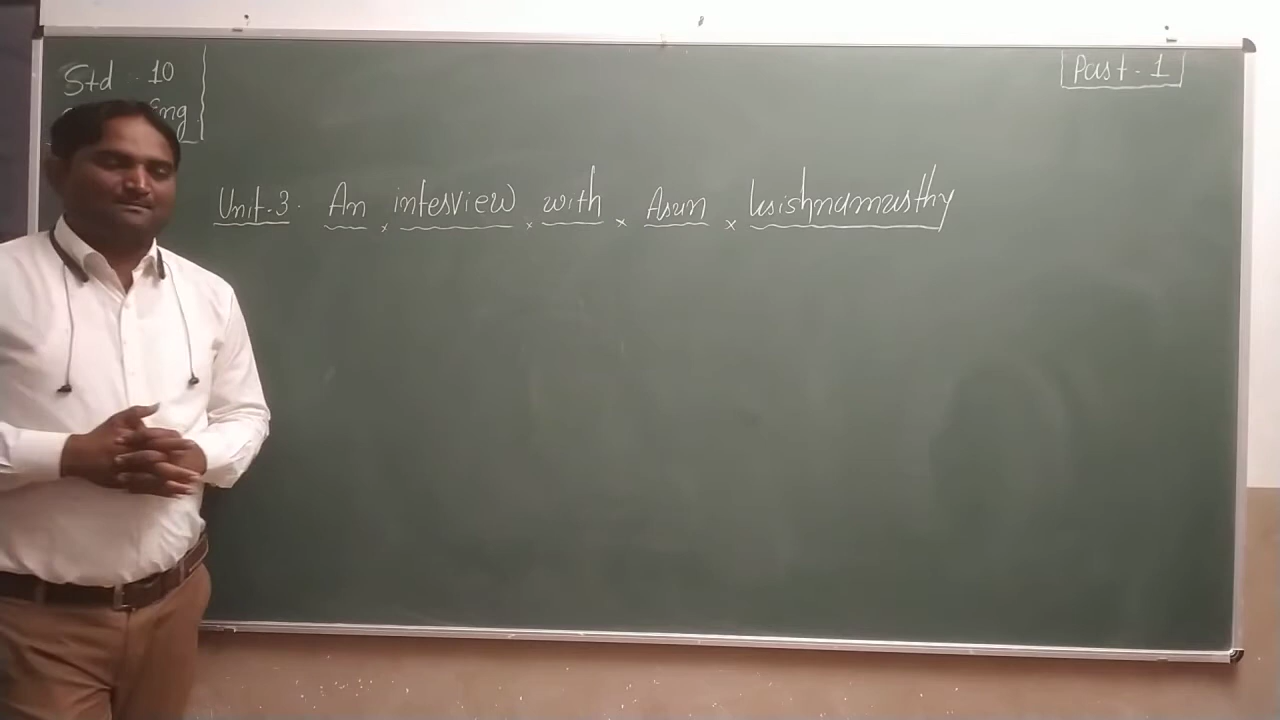 Std - 10
Part - 1
Eng.
Unit-3. An interview with Arun krishnamurthy